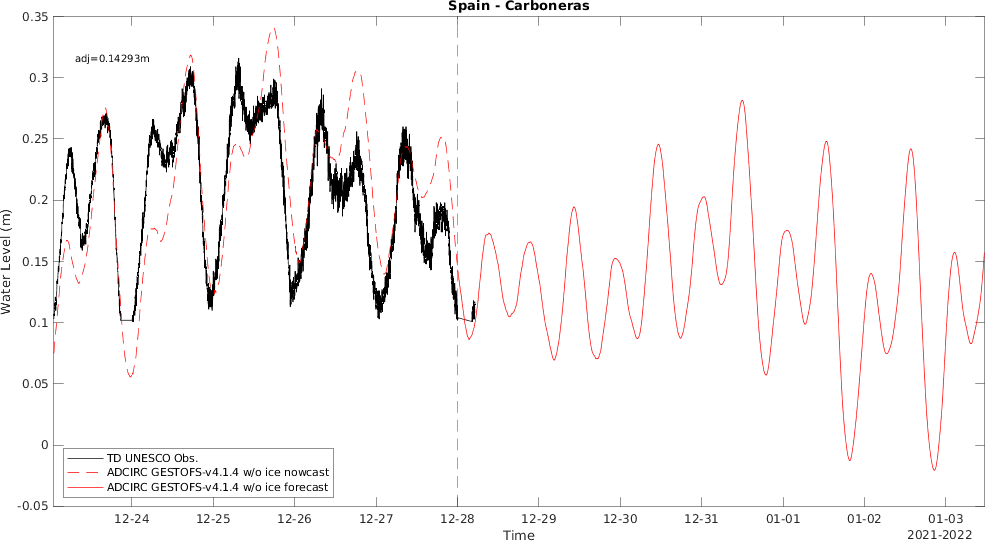 Spain - Carboneras
0.35
adj=0.14293m
0.3
0.25
0.2
0.15
0.1
0.05
0
-0.05
Water Level (m)
TD UNESCO Obs.
ADCIRC GESTOFS-v4.1.4 w/o ice nowcast
ADCIRC GESTOFS-v4.1.4 w/o ice forecast
12-24 12-25 12-26 12-27 12-28 12-29 12-30 12-31 01-01 01-02 01-03
Time
2021-2022